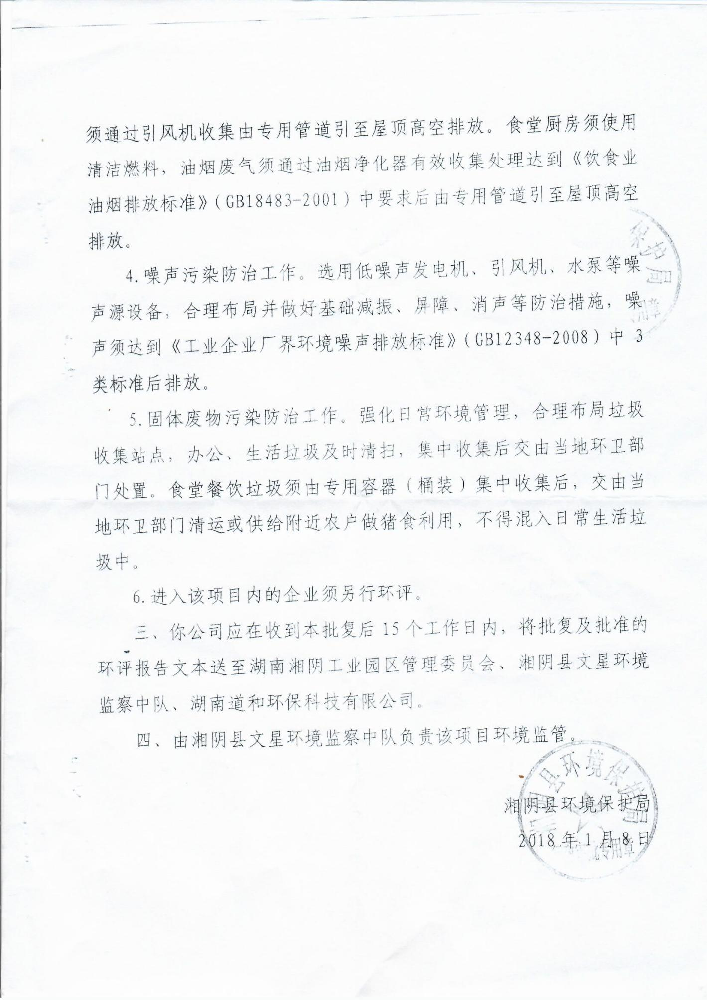 须通过引风机收集由专用管道引至屋顶高空排放。食堂厨房须使用
清洁燃料，油烟废气须通过油烟净化器有效收集处理达到《饮食业
油烟排放标准》（GB18483-2001）中要求后由专用管道引至屋顶高空
排放。
4.噪声污染防治工作。选用低噪声发电机、引风机、水泵等噪
声源设备，合理布局并做好基础减振、屏障、消声等防治措施，噪
声须达到《工业企业厂界环境噪声排放标准》（GB12348-2008）中 3
类标准后排放。
5.固体废物污染防治工作。强化日常环境管理，合理布局垃圾
收集站点，办公、生活垃圾及时清扫，集中收集后交由当地环卫部
门处置。食堂餐饮垃圾须由专用容器（桶装）集中收集后，交由当
地环卫部门清运或供给附近农户做猪食利用，不得混入日常生活垃
圾中。
6.进入该项目内的企业须另行环评。
三、你公司应在收到本批复后 15 个工作日内，将批复及批准的
环评报告文本送至湖南湘阴工业园区管理委员会、湘阴县文星环境
监察中队、湖南道和环保科技有限公司。
四、由湘阴县文星环境监察中队负责该项目环境监管。
湘阴县环境保护局
2018 年 1 月 8 日
保护局
用章
湘阴县环境保护局
专用章